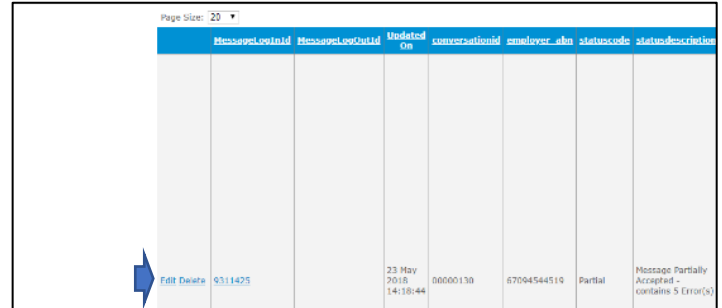 Page Size: 20
MessageLogInId MessageLogOutId Updated On conversationid employer_abn statuscode statusdescription
Edit Delete 9311425 23 May 2018 14:18:44 00000130 67094544519 Partial Message Partially Accepted - contains 5 Error(s)